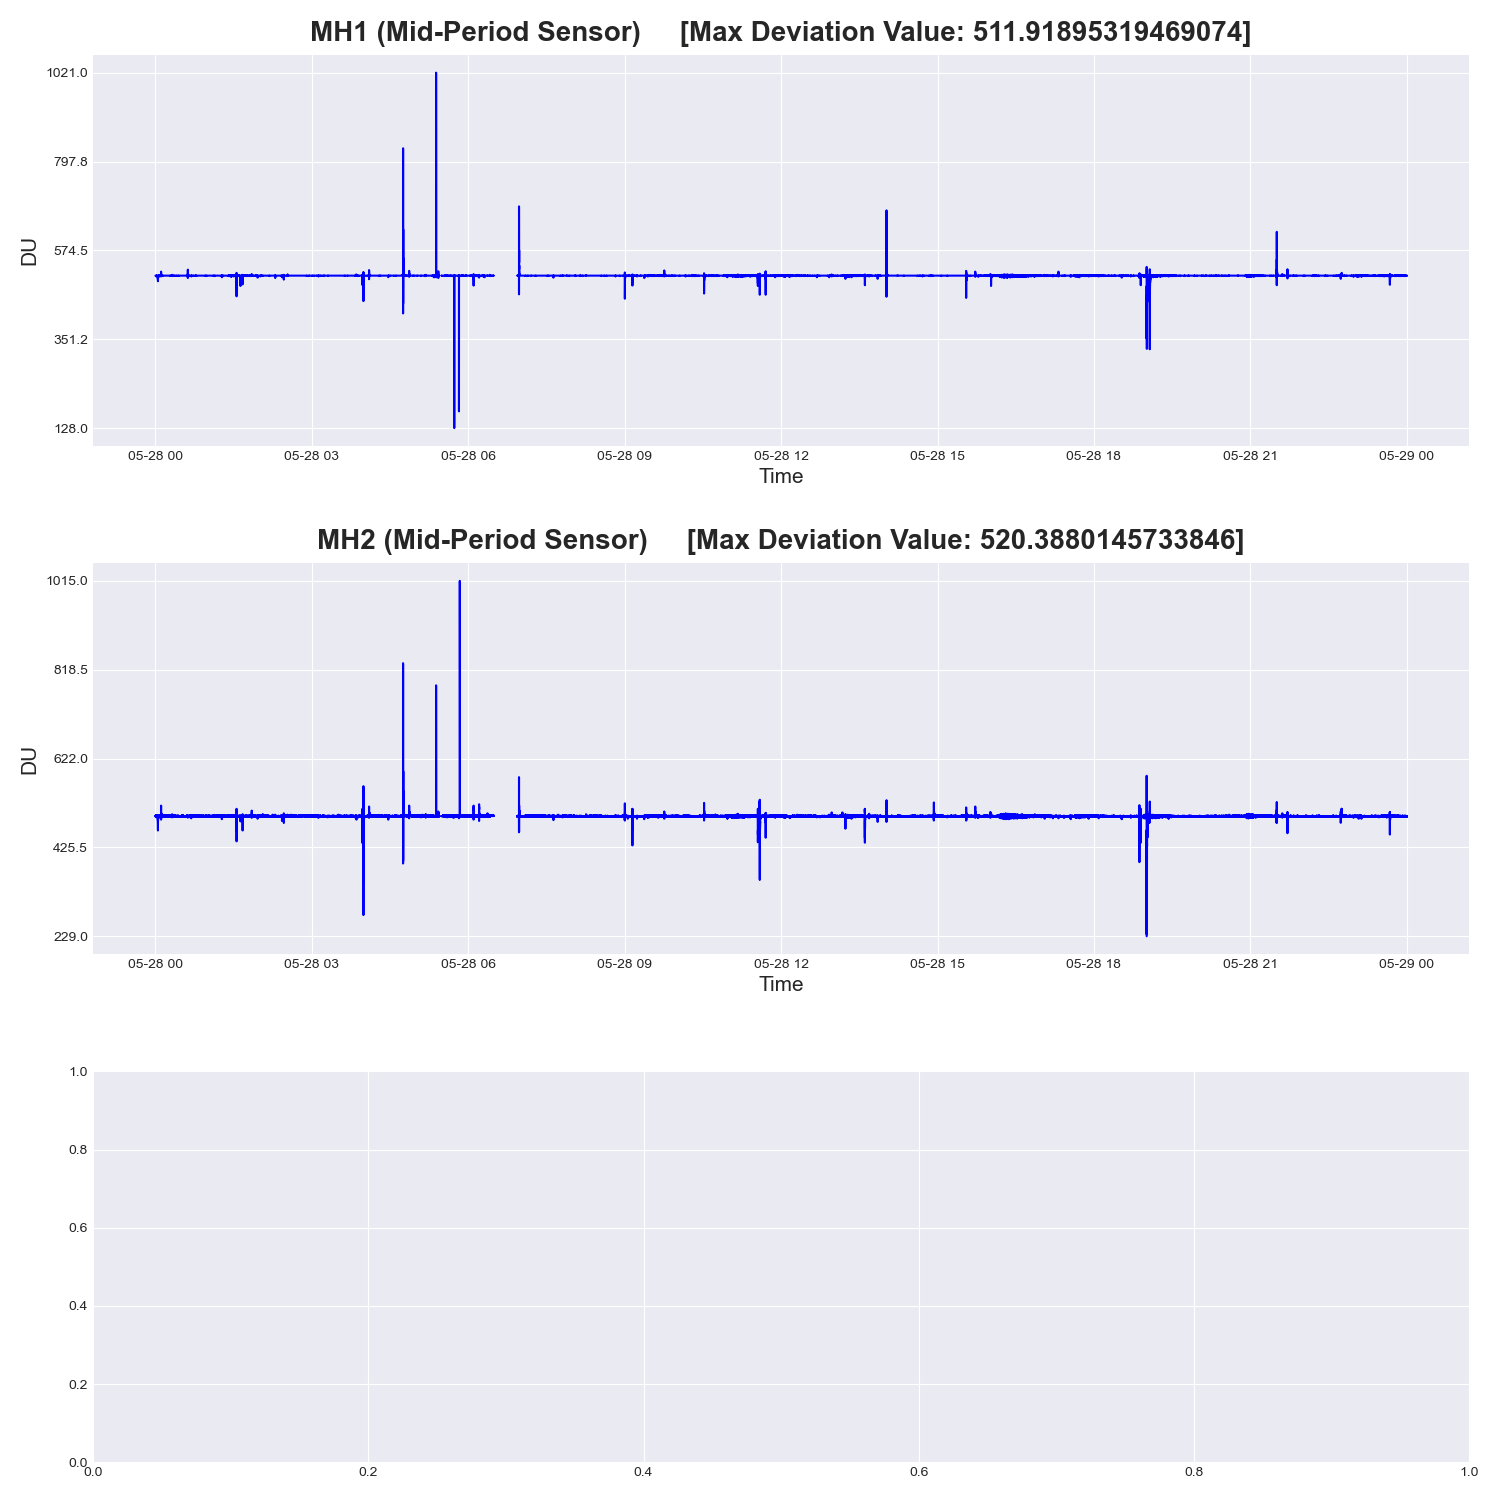 MH1 (Mid-Period Sensor) [Max Deviation Value: 511.91895319469074]
1021.0
797.8
574.5
351.2
128.0
DU
05-28 00 05-28 03 05-28 06 05-28 09 05-28 12 05-28 15 05-28 18 05-28 21 05-29 00
Time
MH2 (Mid-Period Sensor) [Max Deviation Value: 520.3880145733846]
1015.0
818.5
622.0
425.5
229.0
DU
05-28 00 05-28 03 05-28 06 05-28 09 05-28 12 05-28 15 05-28 18 05-28 21 05-29 00
Time
1.0
0.8
0.6
0.4
0.2
0.0
0.0 0.2 0.4 0.6 0.8 1.0